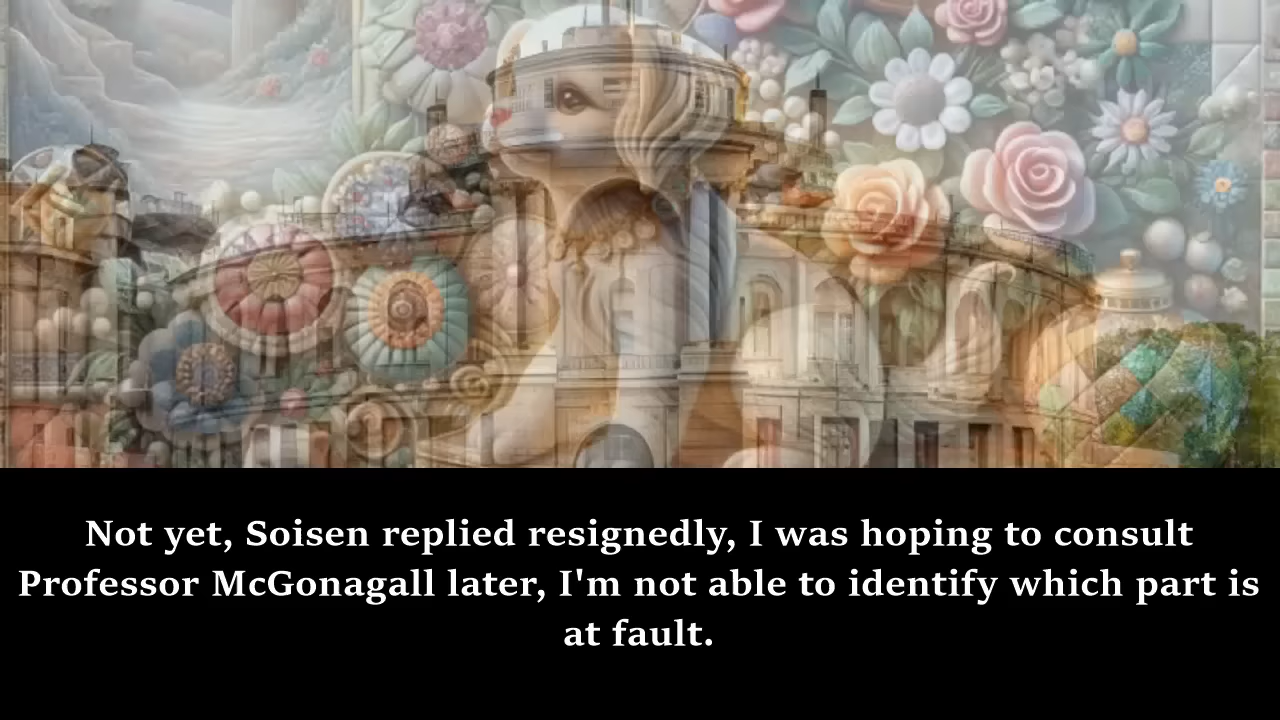 Not yet, Soisen replied resignedly, I was hoping to consult
Professor McGonagall later, I'm not able to identify which part is
at fault.